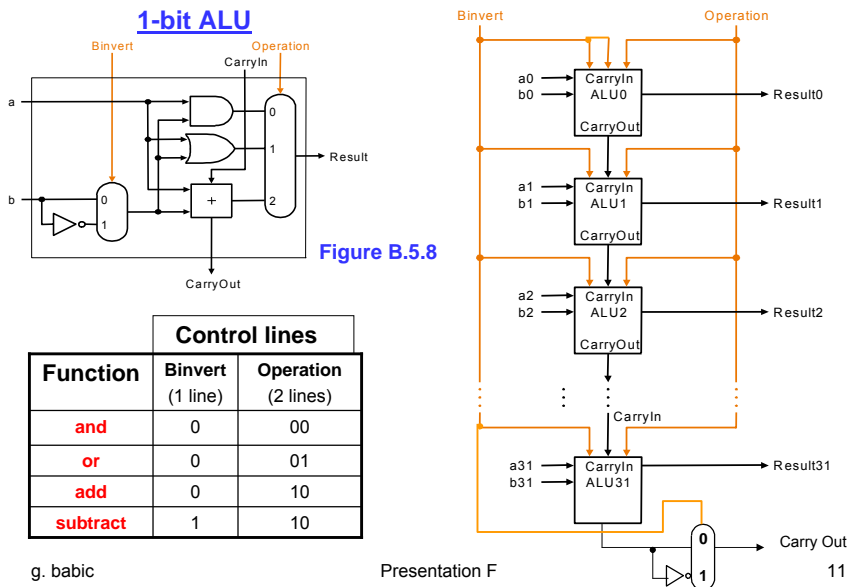 1-bit ALU
Binvert
Operation
CarryIn
a
b
0
1
+
0
1
2
Result
CarryOut
Figure B.5.8
Control lines
Function
Binvert
(1 line)
Operation
(2 lines)
and
0
00
or
0
01
add
0
10
subtract
1
10
Binvert
Operation
a0
b0
CarryIn
ALU0
CarryOut
Result0
a1
b1
CarryIn
ALU1
CarryOut
Result1
a2
b2
CarryIn
ALU2
CarryOut
Result2
CarryIn
a31
b31
CarryIn
ALU31
Result31
0
1
Carry Out
g. babic
Presentation F
11